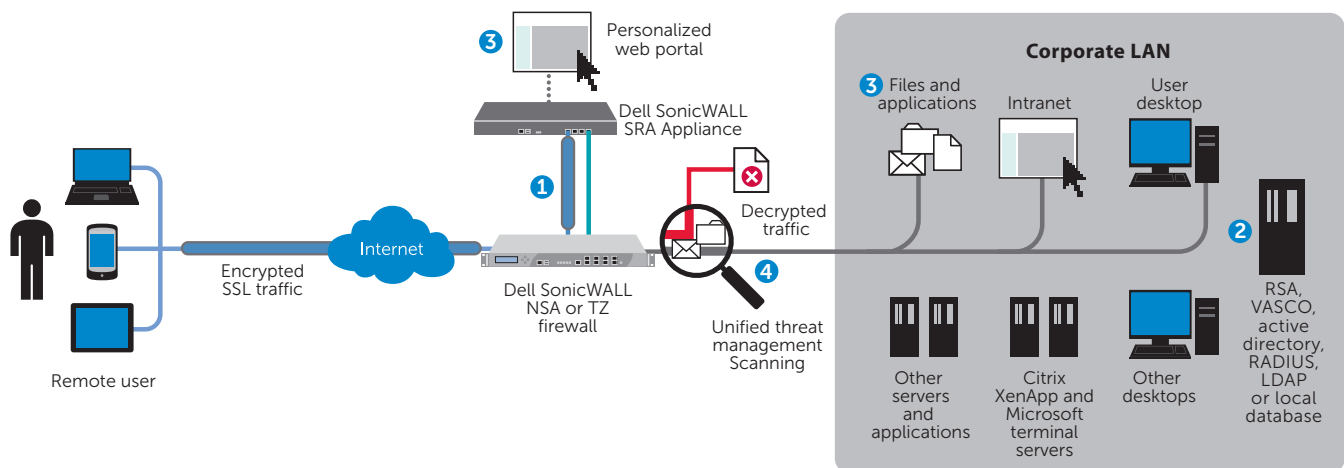 3
Personalized
web portal
Dell SonicWALL
SRA Appliance
1
Decrypted
traffic
Internet
Encrypted
SSL traffic
Remote user
Dell SonicWALL
NSA or TZ
firewall
4
Unified threat
management
Scanning
Corporate LAN
3 Files and
applications
Intranet
User
desktop
2
RSA,
VASCO,
active
directory,
RADIUS,
LDAP
or local
database
Other
servers
and
applications
Citrix
XenApp and
Microsoft
terminal
servers
Other
desktops